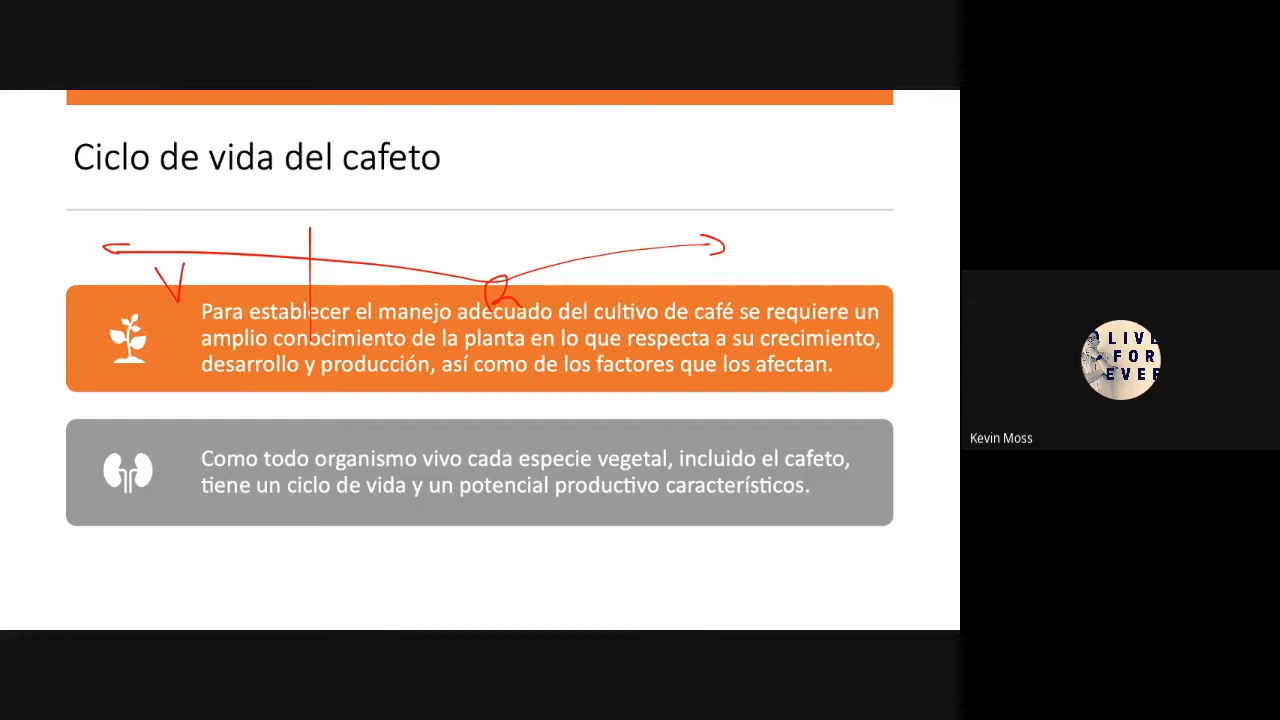 Ciclo de vida del cafeto
V
R
Para establecer el manejo adecuado del cultivo de café se requiere un
amplio conocimiento de la planta en lo que respecta a su crecimiento,
desarrollo y producción, así como de los factores que los afectan.
Como todo organismo vivo cada especie vegetal, incluido el cafeto,
tiene un ciclo de vida y un potencial productivo característicos.
LIVE
FOR
EVER
Kevin Moss